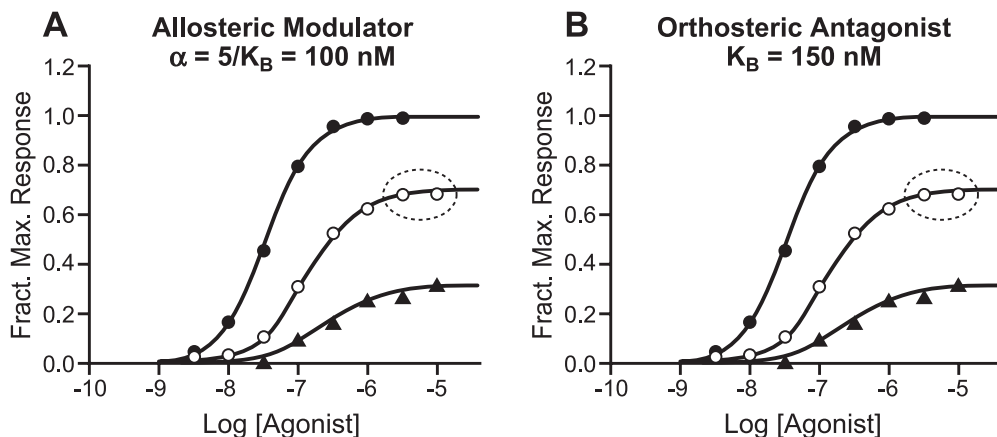 A
Allosteric Modulator
α = 5/K_B = 100 nM
Fract. Max. Response
1.2
1.0
0.8
0.6
0.4
0.2
0.0
-10 -9 -8 -7 -6 -5
Log [Agonist]
B
Orthosteric Antagonist
K_B = 150 nM
Fract. Max. Response
1.2
1.0
0.8
0.6
0.4
0.2
0.0
-10 -9 -8 -7 -6 -5
Log [Agonist]